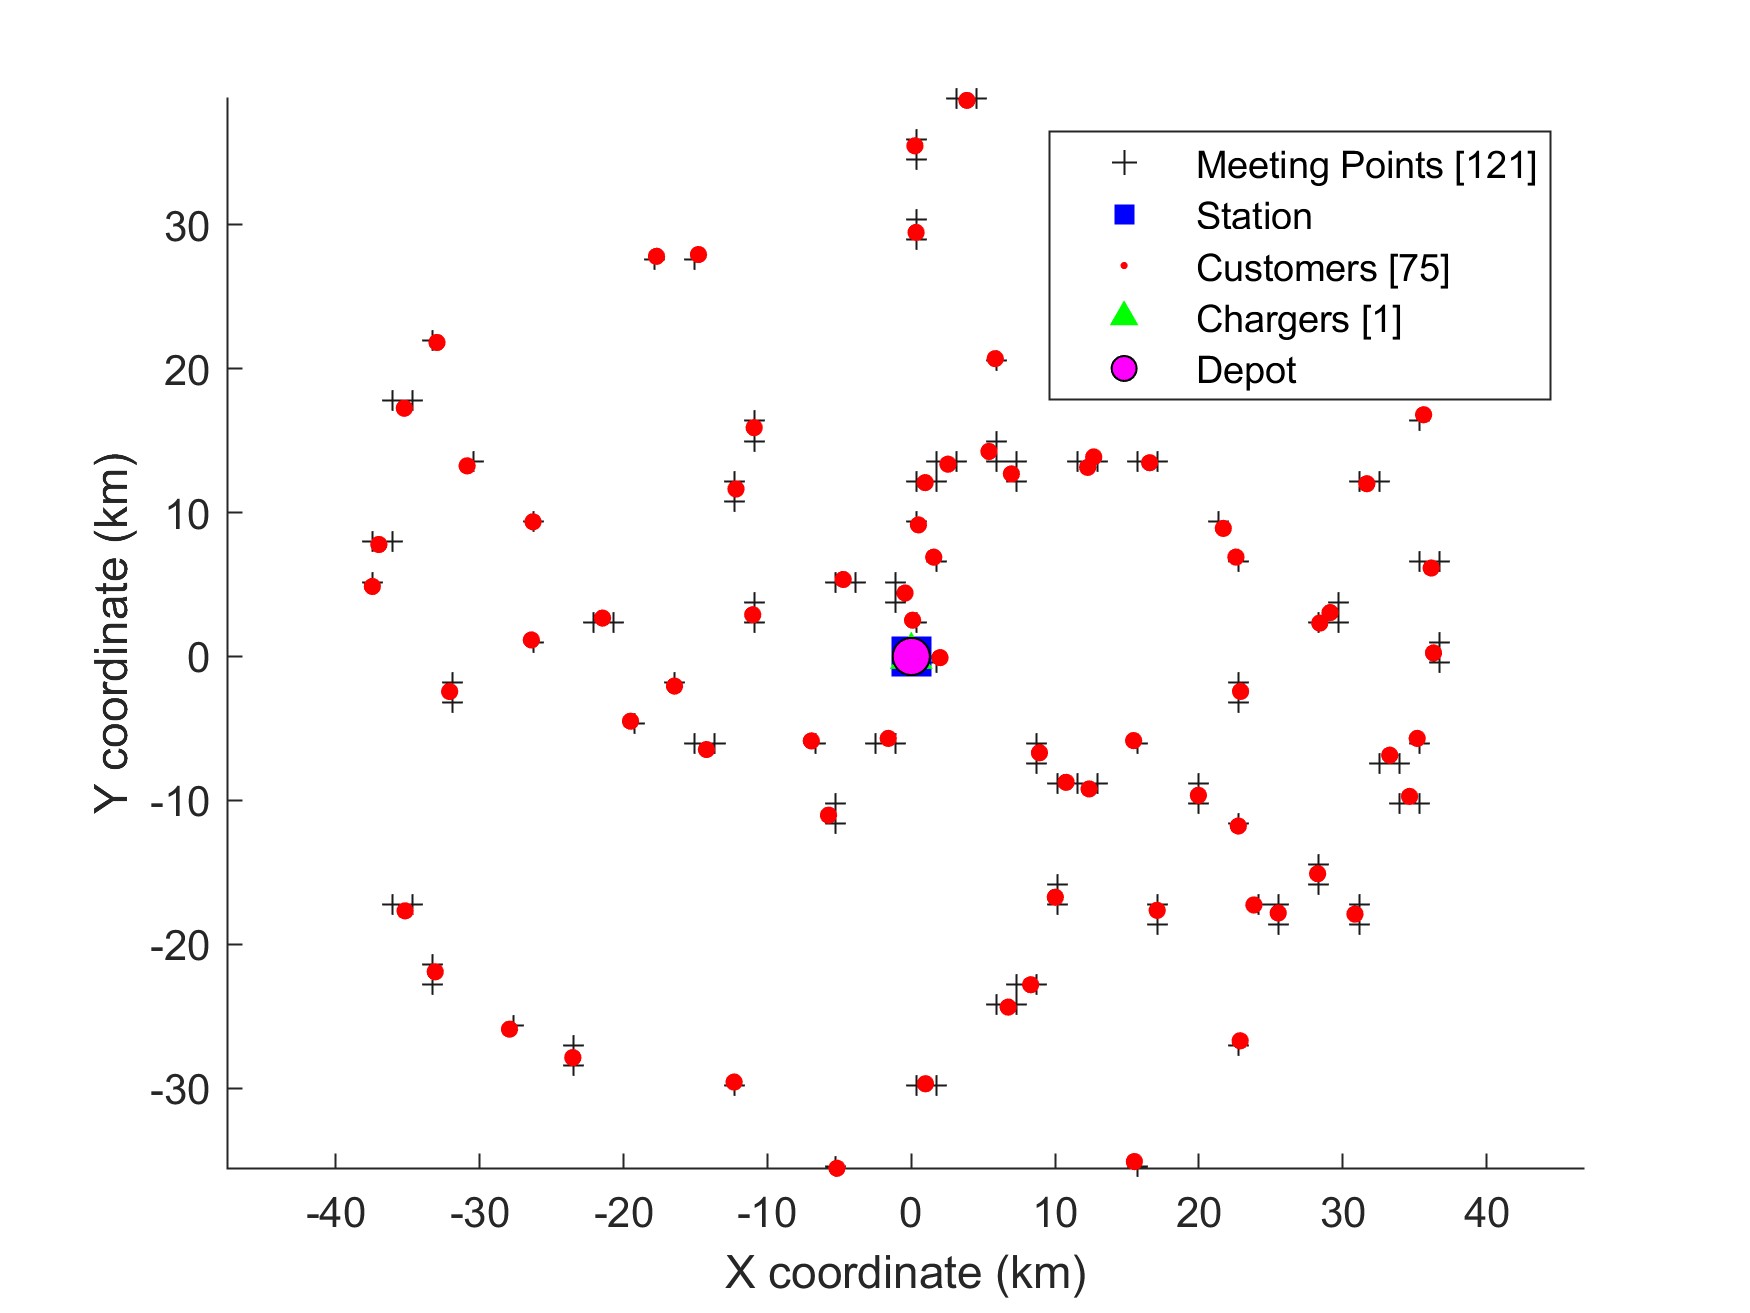 Meeting Points [121]
Station
Customers [75]
Chargers [1]
Depot
30
20
10
0
-10
-20
-30
Y coordinate (km)
-40 -30 -20 -10 0 10 20 30 40
X coordinate (km)